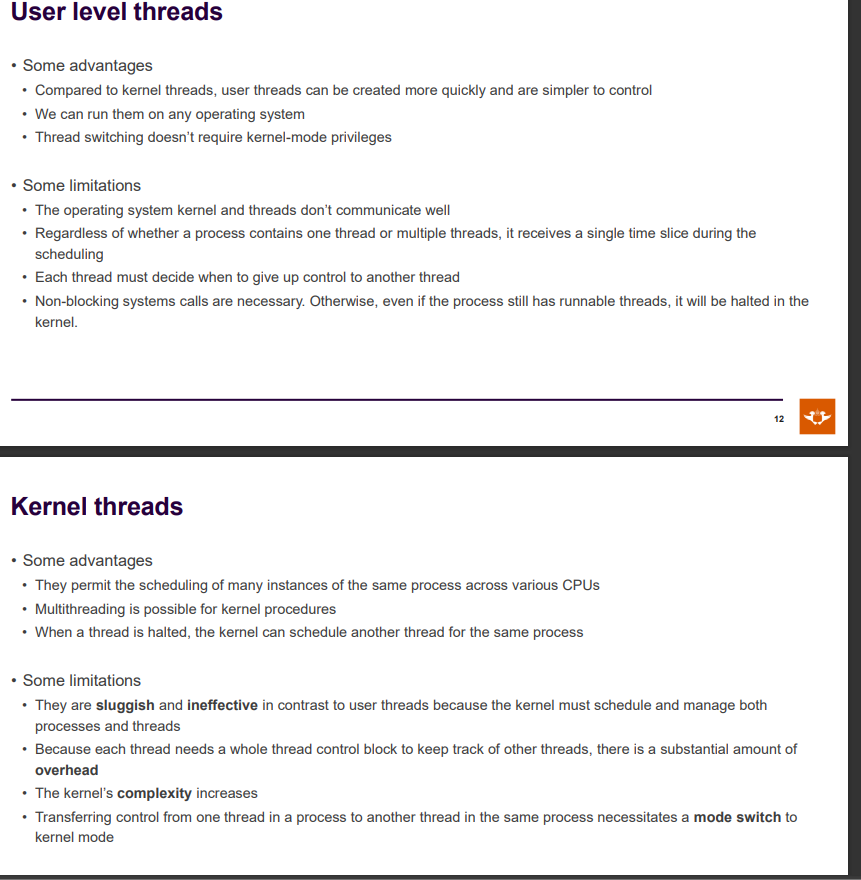 User level threads
• Some advantages
• Compared to kernel threads, user threads can be created more quickly and are simpler to control
• We can run them on any operating system
• Thread switching doesn't require kernel-mode privileges
• Some limitations
• The operating system kernel and threads don't communicate well
• Regardless of whether a process contains one thread or multiple threads, it receives a single time slice during the
scheduling
• Each thread must decide when to give up control to another thread
• Non-blocking systems calls are necessary. Otherwise, even if the process still has runnable threads, it will be halted in the
kernel.
12
Kernel threads
• Some advantages
• They permit the scheduling of many instances of the same process across various CPUs
• Multithreading is possible for kernel procedures
• When a thread is halted, the kernel can schedule another thread for the same process
• Some limitations
• They are sluggish and ineffective in contrast to user threads because the kernel must schedule and manage both
processes and threads
• Because each thread needs a whole thread control block to keep track of other threads, there is a substantial amount of
overhead
• The kernel's complexity increases
• Transferring control from one thread in a process to another thread in the same process necessitates a mode switch to
kernel mode